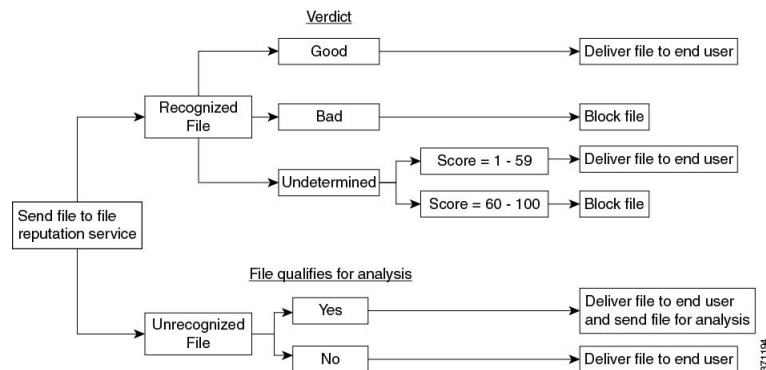 Verdict
Good
Deliver file to end user
Recognized
File
Bad
Block file
Undetermined
Score = 1 - 59
Deliver file to end user
Score = 60 - 100
Block file
Send file to file
reputation service
File qualifies for analysis
Unrecognized
File
Yes
Deliver file to end user
and send file for analysis
No
Deliver file to end user
371194